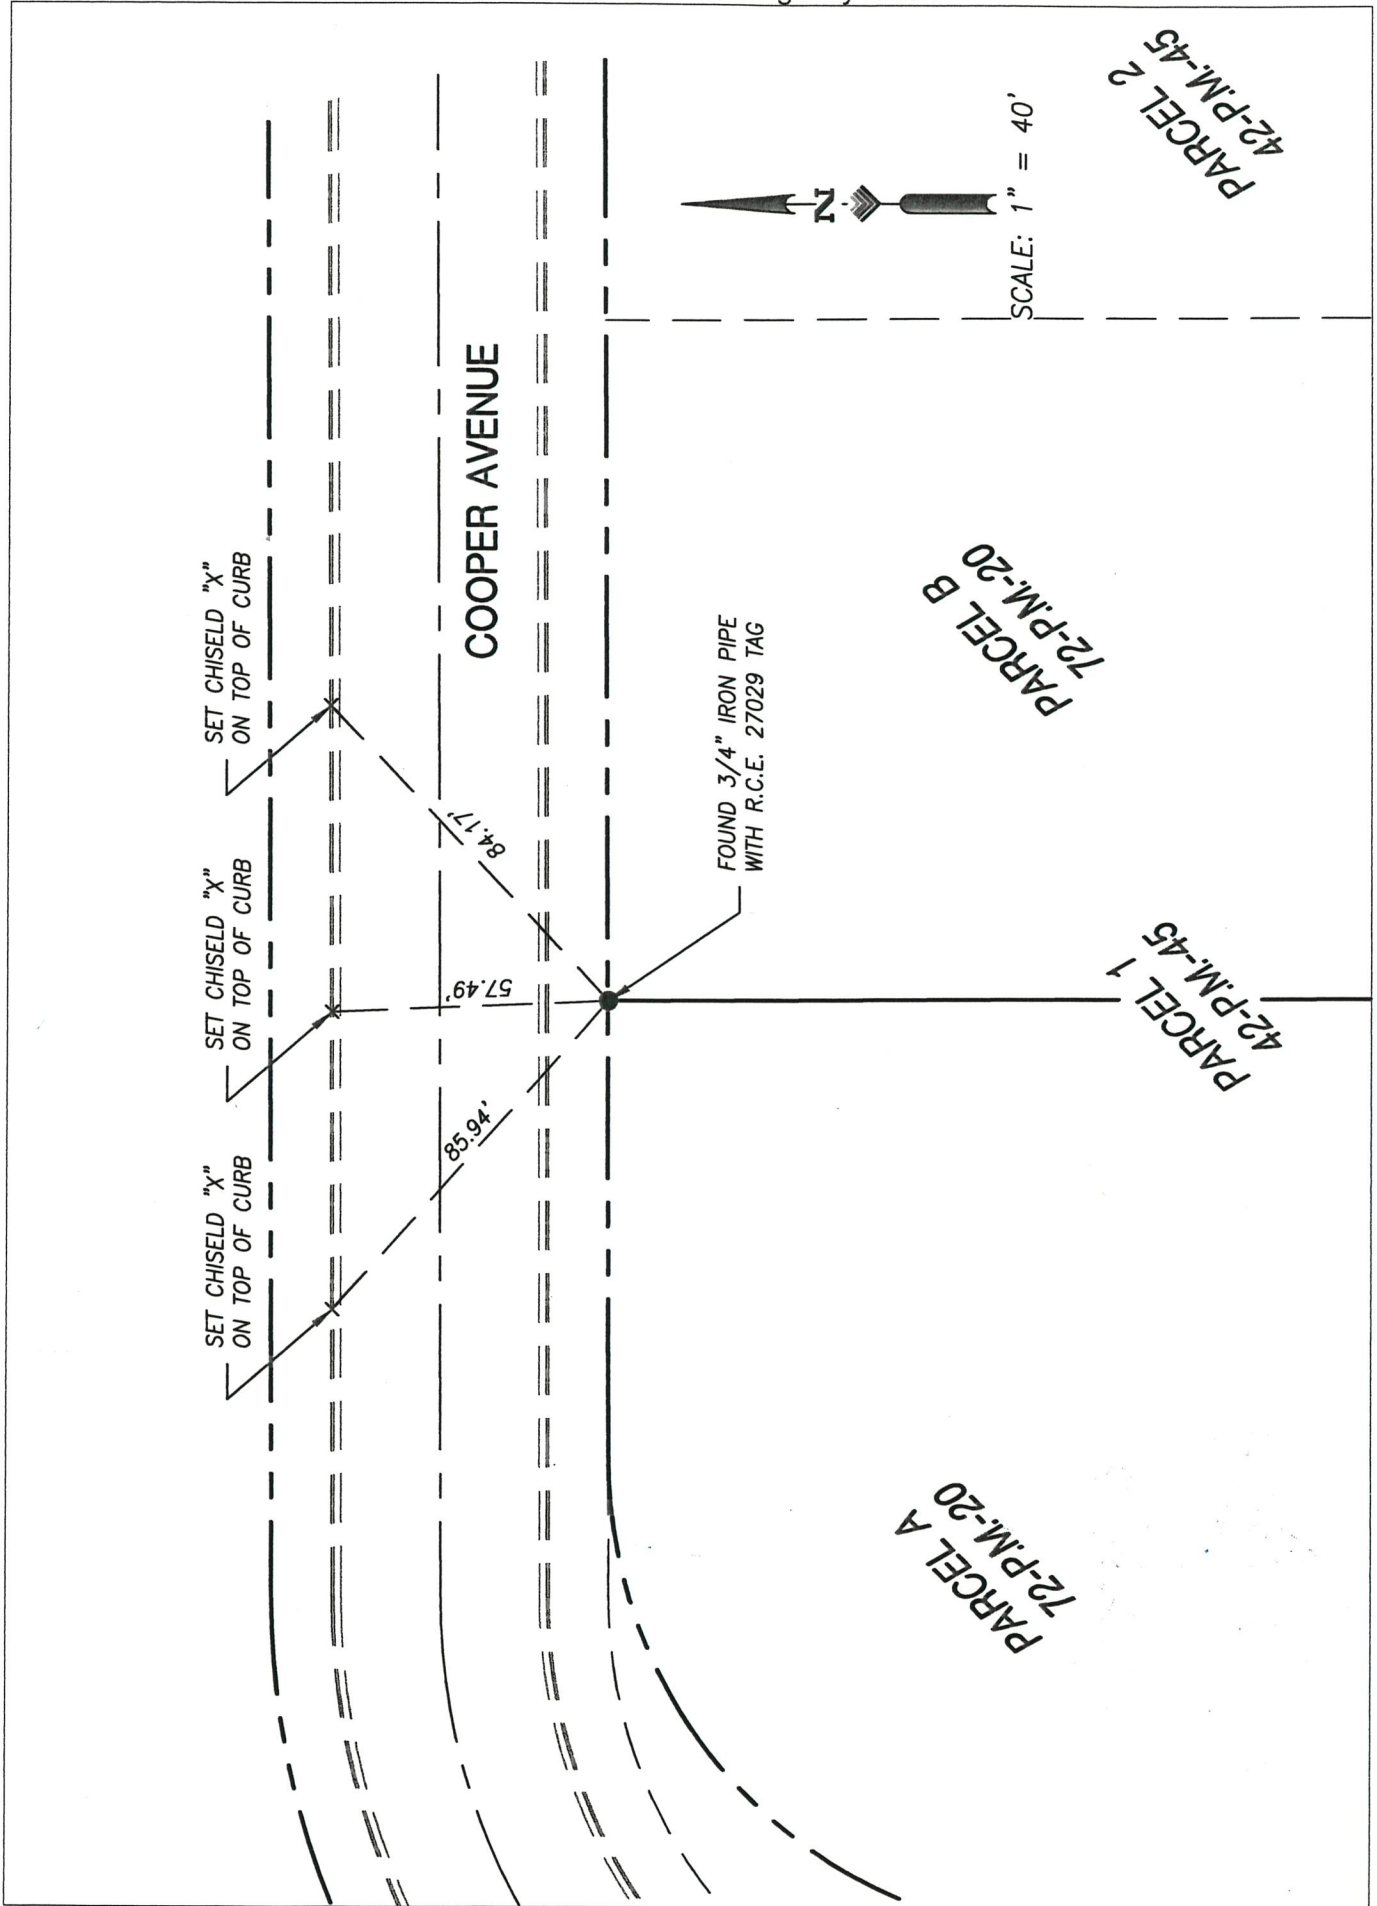 PARCEL 2
42-P.M.-45
N
SCALE: 1" = 40'
COOPER AVENUE
SET CHISELD "X"
ON TOP OF CURB
SET CHISELD "X"
ON TOP OF CURB
SET CHISELD "X"
ON TOP OF CURB
84.17'
57.49'
85.94'
FOUND 3/4" IRON PIPE
WITH R.C.E. 27029 TAG
PARCEL B
72-P.M.-20
PARCEL 1
42-P.M.-45
PARCEL A
72-P.M.-20